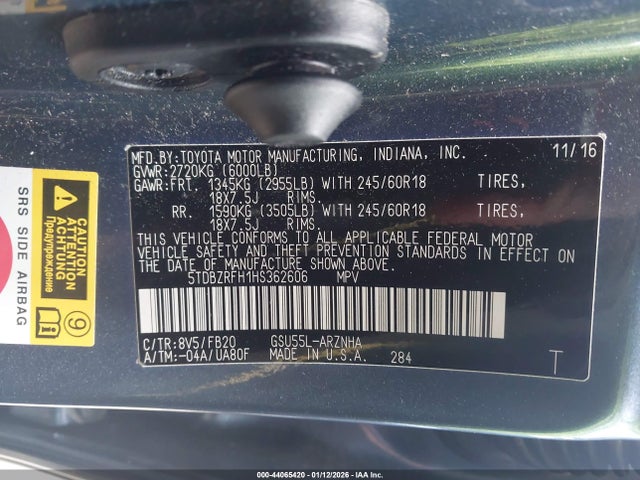 MFD.BY:TOYOTA MOTOR MANUFACTURING, INDIANA, INC. 11/16
GVWR:2720KG (6000LB)
GAWR:FRT. 1345KG (2955LB) WITH 245/60R18 TIRES,
18X7.5J RIMS.
RR. 1590KG (3505LB) WITH 245/60R18 TIRES,
18X7.5J RIMS.
THIS VEHICLE CONFORMS TO ALL APPLICABLE FEDERAL MOTOR
VEHICLE SAFETY AND THEFT PREVENTION STANDARDS IN EFFECT ON
THE DATE OF MANUFACTURE SHOWN ABOVE.
5TDBZRFH1HS362606 MPV
C/TR:8V5/FB20 GSU55L-ARZNHA
A/TM:-04A/UA80F MADE IN U.S.A. 284 T
SRS SIDE AIRBAG
CAUTION
ACHTUNG
ATTENTION
000-44065420 - 01/12/2026 - IAA Inc.